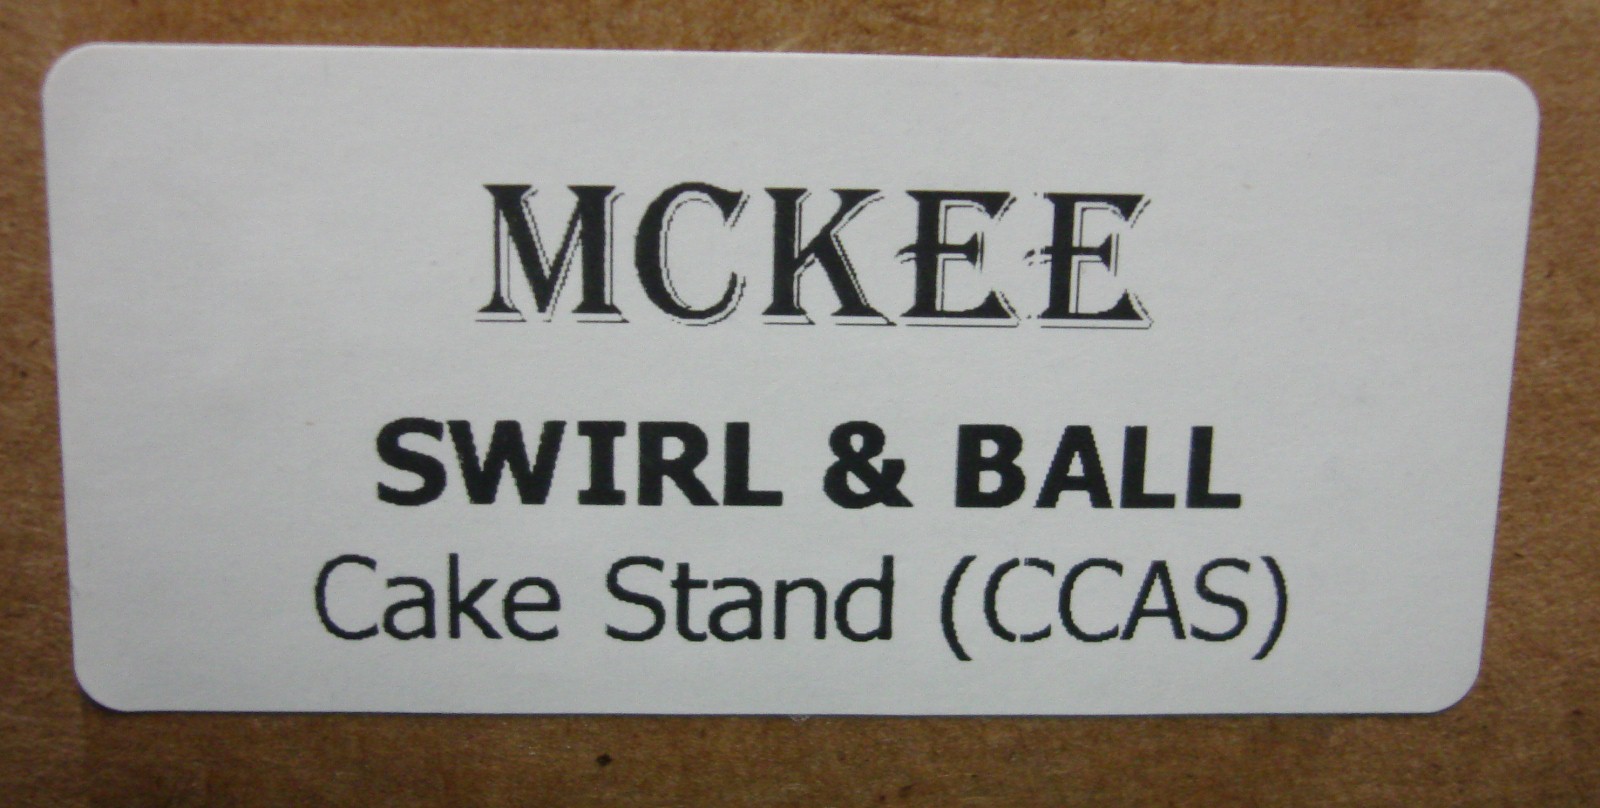 MCKEE
SWIRL & BALL
Cake Stand (CCAS)